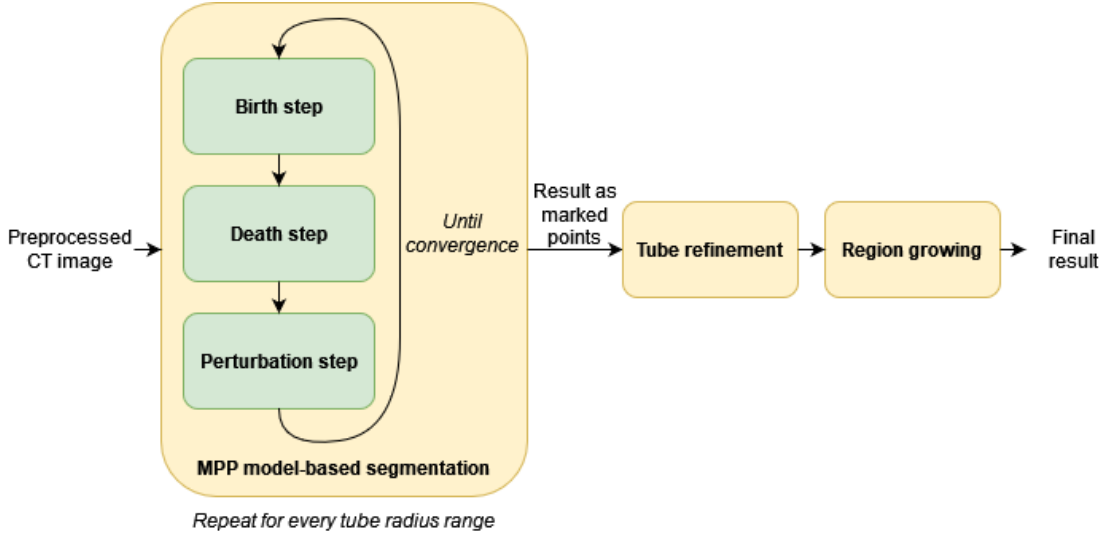 Preprocessed
CT image
Birth step
Death step
Perturbation step
Until
convergence
MPP model-based segmentation
Repeat for every tube radius range
Result as
marked
points
Tube refinement
Region growing
Final
result